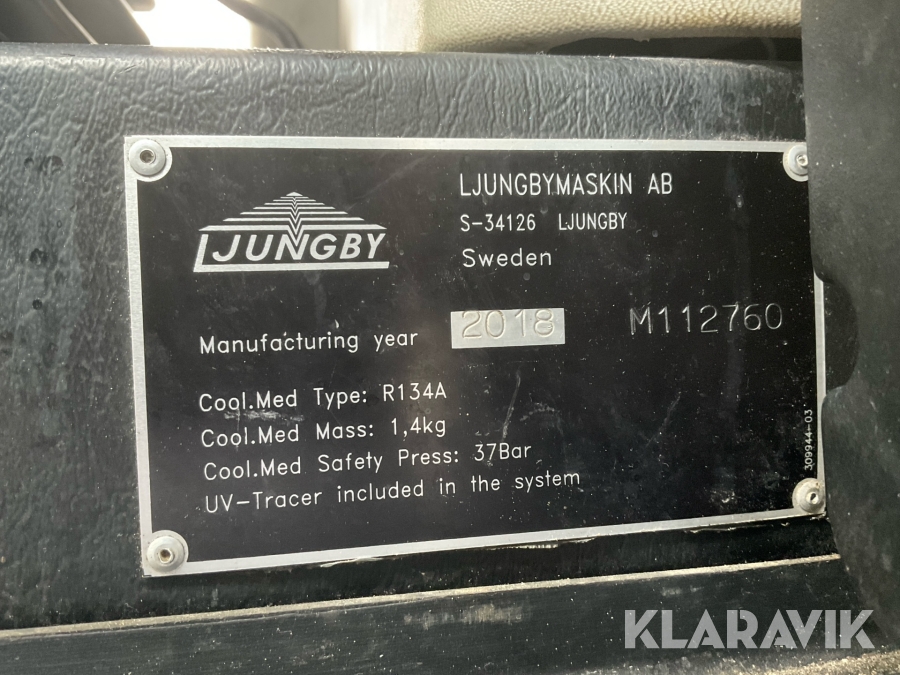 LJUNGBY
LJUNGBYMASKIN AB
S-34126 LJUNGBY
Sweden
Manufacturing year 2018 M112760
Cool.Med Type: R134A
Cool.Med Mass: 1,4kg
Cool.Med Safety Press: 37Bar
UV-Tracer included in the system
309944-03
KLARAVIK